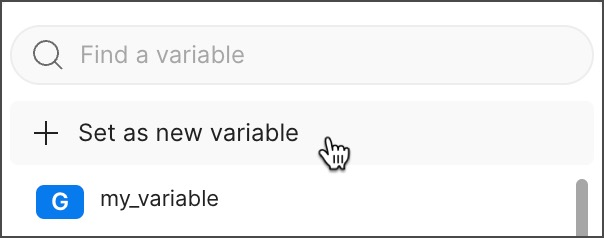 Find a variable
Set as new variable
G my_variable